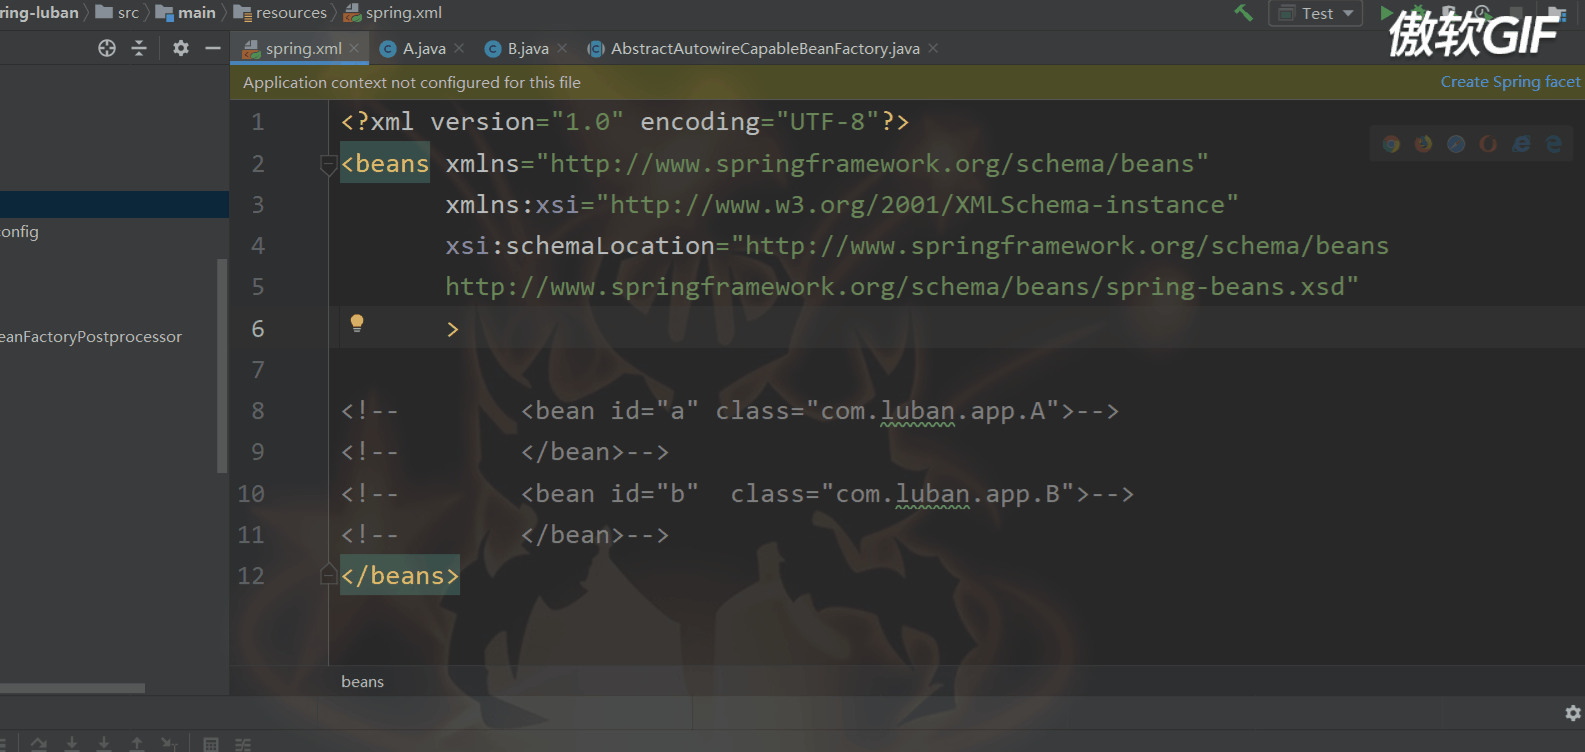 ring-luban src main resources spring.xml Test
傲软GIF
spring.xml A.java B.java AbstractAutowireCapableBeanFactory.java
Application context not configured for this file Create Spring facet
1 <?xml version="1.0" encoding="UTF-8"?>
2 <beans xmlns="http://www.springframework.org/schema/beans"
3 xmlns:xsi="http://www.w3.org/2001/XMLSchema-instance"
onfig
4 xsi:schemaLocation="http://www.springframework.org/schema/beans
5 http://www.springframework.org/schema/beans/spring-beans.xsd"
6 >
eanFactoryPostprocessor
7
8 <!-- <bean id="a" class="com.luban.app.A">-->
9 <!-- </bean>-->
10 <!-- <bean id="b" class="com.luban.app.B">-->
11 <!-- </bean>-->
12 </beans>
beans